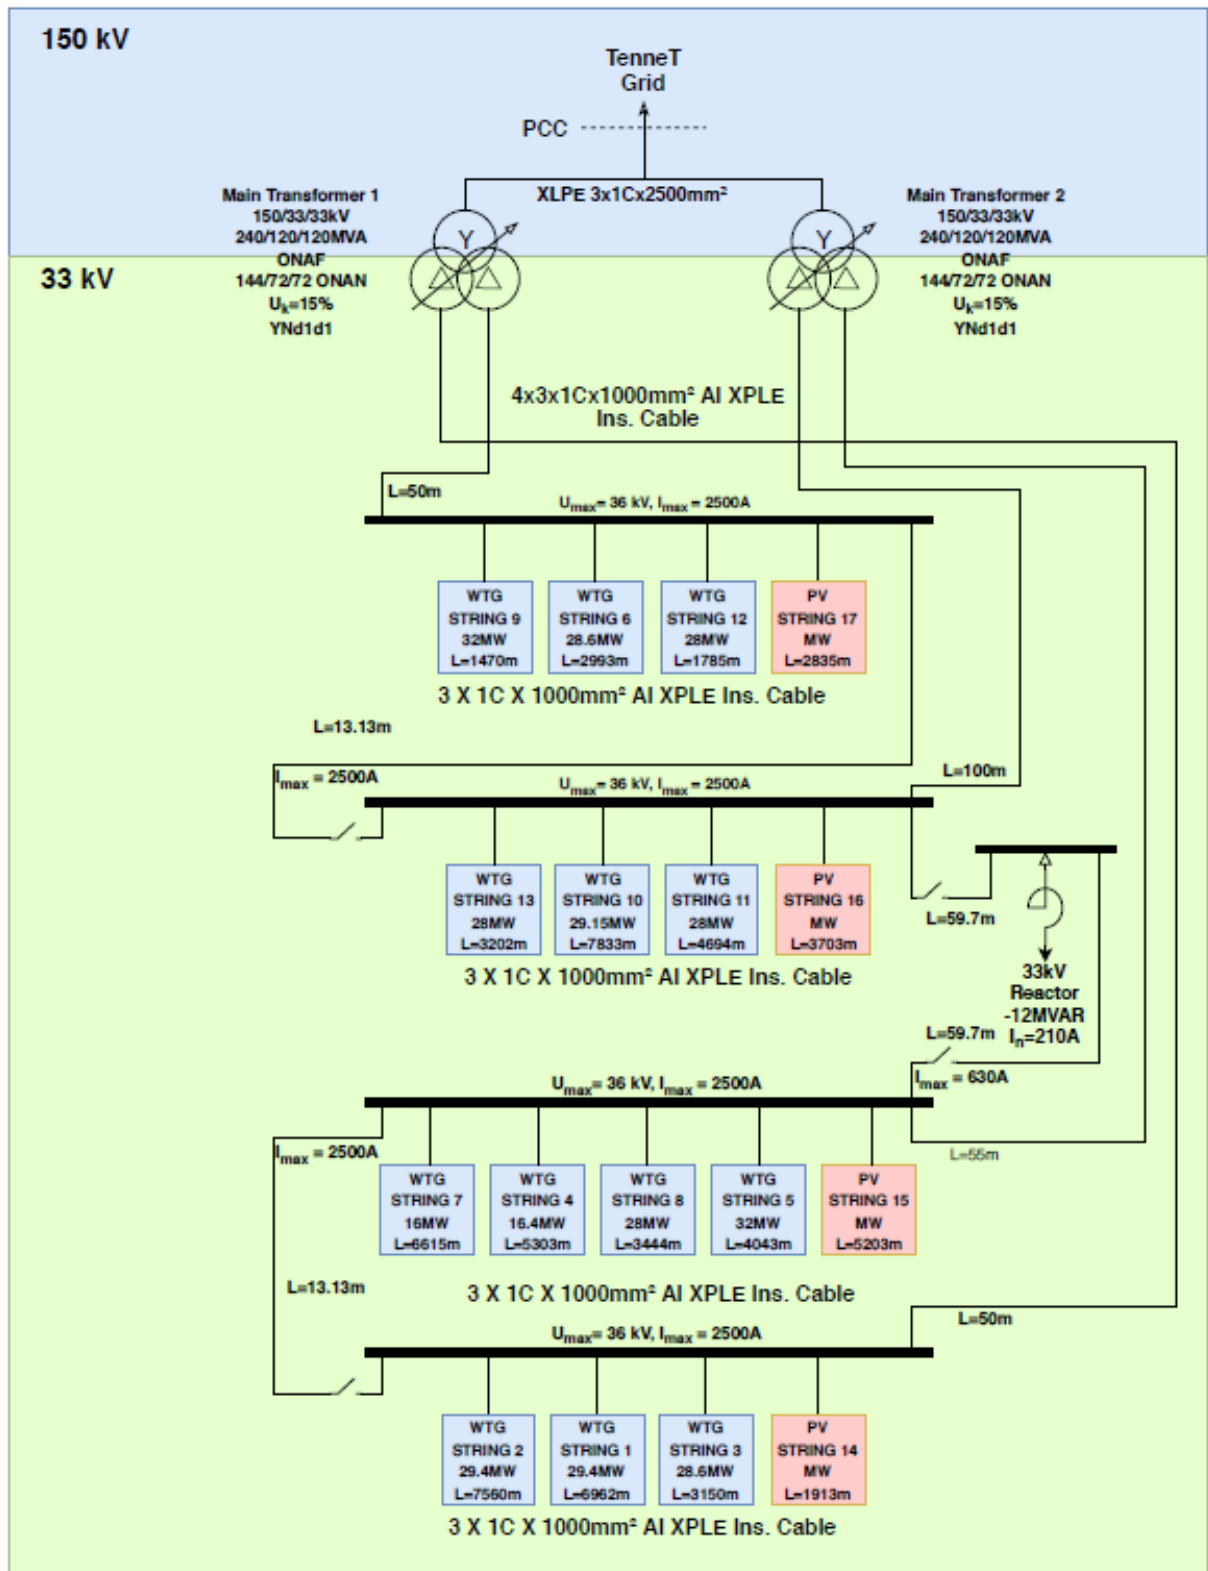 150 kV
TenneT
Grid
PCC
XLPE 3x1Cx2500mm²
Main Transformer 1
150/33/33kV
240/120/120MVA
ONAF
144/72/72 ONAN
Uk=15%
YNd1d1
Main Transformer 2
150/33/33kV
240/120/120MVA
ONAF
144/72/72 ONAN
Uk=15%
YNd1d1
Y
Y
33 kV
4x3x1Cx1000mm² Al XPLE
Ins. Cable
L=50m
Umax= 36 kV, Imax = 2500A
WTG
STRING 9
32MW
L=1470m
WTG
STRING 6
28.6MW
L=2993m
WTG
STRING 12
28MW
L=1785m
PV
STRING 17
MW
L=2835m
3 X 1C X 1000mm² Al XPLE Ins. Cable
L=13.13m
Imax = 2500A
Umax= 36 kV, Imax = 2500A
L=100m
WTG
STRING 13
28MW
L=3202m
WTG
STRING 10
29.15MW
L=7833m
WTG
STRING 11
28MW
L=4694m
PV
STRING 16
MW
L=3703m
3 X 1C X 1000mm² Al XPLE Ins. Cable
L=59.7m
33kV
Reactor
-12MVAR
In=210A
L=59.7m
Imax = 630A
Umax= 36 kV, Imax = 2500A
Imax = 2500A
L=55m
WTG
STRING 7
16MW
L=6615m
WTG
STRING 4
16.4MW
L=5303m
WTG
STRING 8
28MW
L=3444m
WTG
STRING 5
32MW
L=4043m
PV
STRING 15
MW
L=5203m
3 X 1C X 1000mm² Al XPLE Ins. Cable
L=13.13m
L=50m
Umax= 36 kV, Imax = 2500A
WTG
STRING 2
29.4MW
L=7560m
WTG
STRING 1
29.4MW
L=6962m
WTG
STRING 3
28.6MW
L=3150m
PV
STRING 14
MW
L=1913m
3 X 1C X 1000mm² Al XPLE Ins. Cable